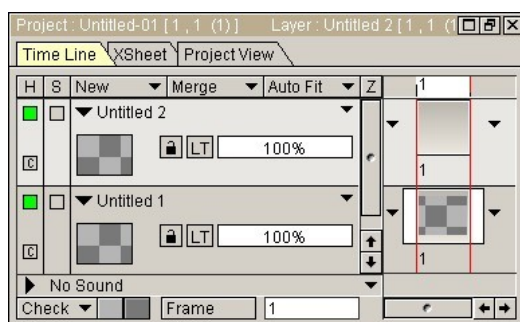 Project : Untitled-01 [ 1 , 1 (1) ] Layer : Untitled 2 [ 1 , 1 (1
Time Line XSheet Project View
H S New Merge Auto Fit Z 1
Untitled 2
LT 100%
C 1
Untitled 1
LT 100%
C 1
No Sound
Check Frame 1